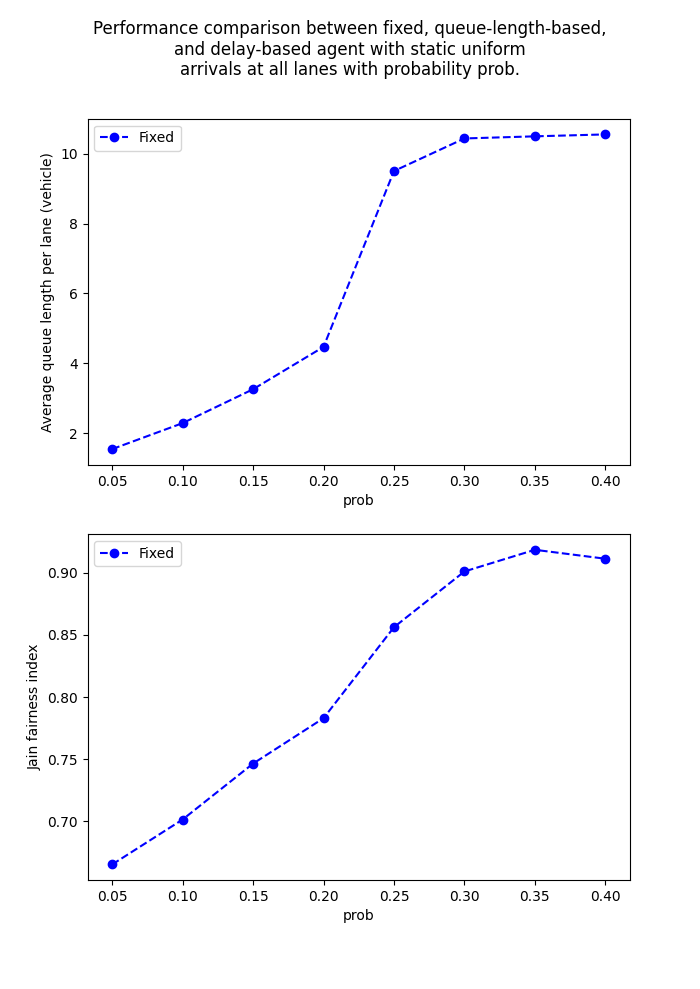 Performance comparison between fixed, queue-length-based,
and delay-based agent with static uniform
arrivals at all lanes with probability prob.
Fixed
Average queue length per lane (vehicle)
10
8
6
4
2
0.05 0.10 0.15 0.20 0.25 0.30 0.35 0.40
prob
Fixed
Jain fairness index
0.90
0.85
0.80
0.75
0.70
0.05 0.10 0.15 0.20 0.25 0.30 0.35 0.40
prob